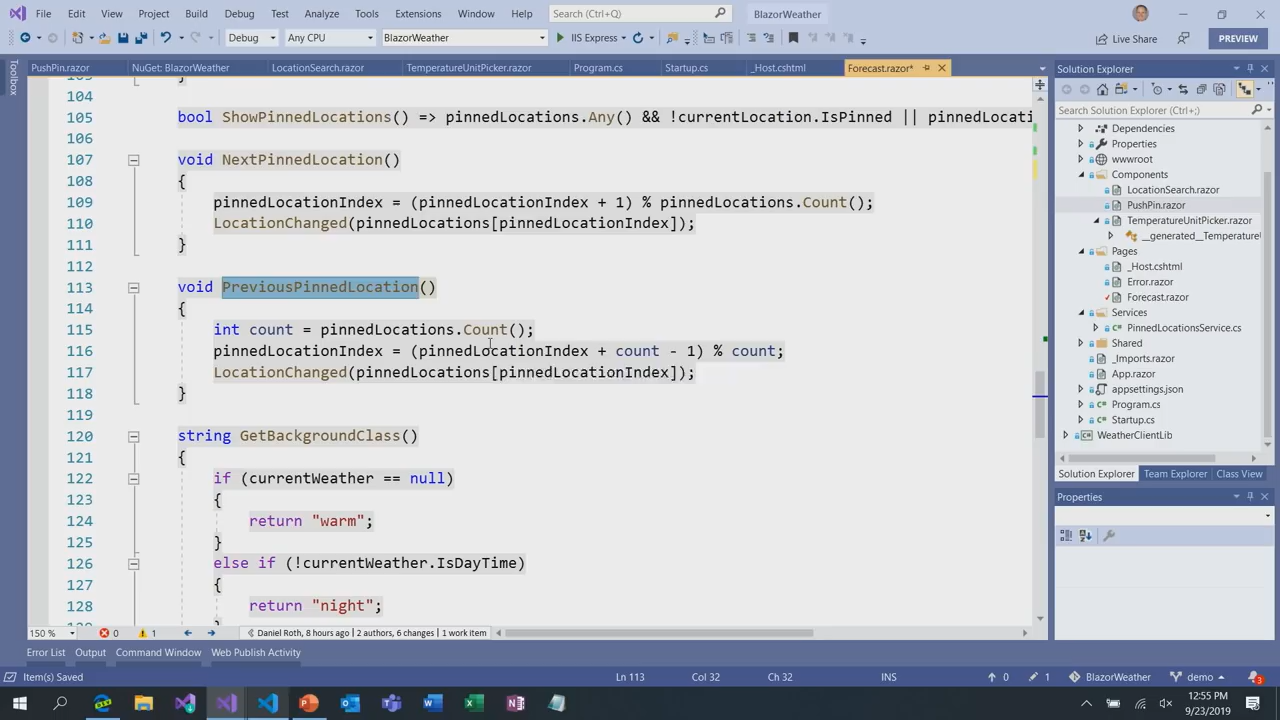 File Edit View Project Build Debug Test Analyze Tools Extensions Window Help Search (Ctrl+Q) BlazorWeather
Debug Any CPU BlazorWeather IIS Express Live Share PREVIEW
PushPin.razor NuGet: BlazorWeather LocationSearch.razor TemperatureUnitPicker.razor Program.cs Startup.cs _Host.cshtml Forecast.razor*
Toolbox
104
105 bool ShowPinnedLocations() => pinnedLocations.Any() && !currentLocation.IsPinned || pinnedLocati
106
107 void NextPinnedLocation()
108 {
109 pinnedLocationIndex = (pinnedLocationIndex + 1) % pinnedLocations.Count();
110 LocationChanged(pinnedLocations[pinnedLocationIndex]);
111 }
112
113 void PreviousPinnedLocation()
114 {
115 int count = pinnedLocations.Count();
116 pinnedLocationIndex = (pinnedLocationIndex + count - 1) % count;
117 LocationChanged(pinnedLocations[pinnedLocationIndex]);
118 }
119
120 string GetBackgroundClass()
121 {
122 if (currentWeather == null)
123 {
124 return "warm";
125 }
126 else if (!currentWeather.IsDayTime)
127 {
128 return "night";
150 % 0 1 Daniel Roth, 8 hours ago | 2 authors, 6 changes | 1 work item
Solution Explorer
Search Solution Explorer (Ctrl+;)
Dependencies
Properties
wwwroot
Components
LocationSearch.razor
PushPin.razor
TemperatureUnitPicker.razor
__generated__Temperature
Pages
_Host.cshtml
Error.razor
Forecast.razor
Services
PinnedLocationsService.cs
Shared
_Imports.razor
App.razor
appsettings.json
Program.cs
Startup.cs
WeatherClientLib
Solution Explorer Team Explorer Class View
Properties
Error List Output Command Window Web Publish Activity
Item(s) Saved Ln 113 Col 32 Ch 32 INS 0 1 BlazorWeather demo 3
12:55 PM
9/23/2019